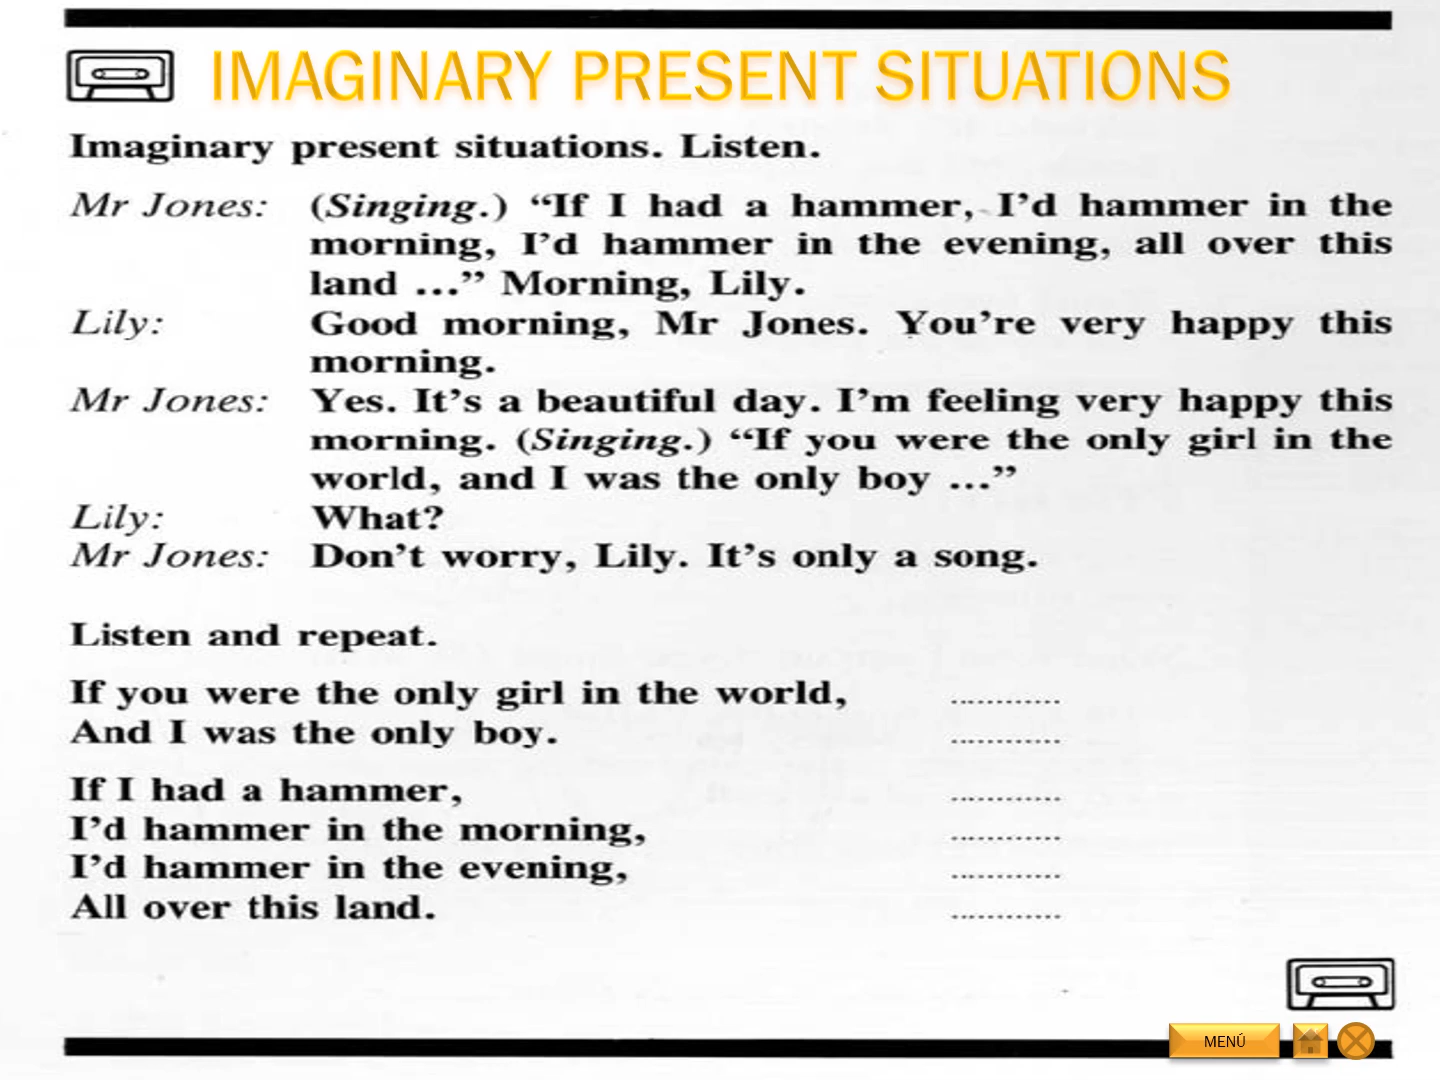 IMAGINARY PRESENT SITUATIONS
Imaginary present situations. Listen.
Mr Jones: (Singing.) “If I had a hammer, I’d hammer in the
morning, I’d hammer in the evening, all over this
land ...” Morning, Lily.
Lily: Good morning, Mr Jones. You’re very happy this
morning.
Mr Jones: Yes. It’s a beautiful day. I’m feeling very happy this
morning. (Singing.) “If you were the only girl in the
world, and I was the only boy ...”
Lily: What?
Mr Jones: Don’t worry, Lily. It’s only a song.
Listen and repeat.
If you were the only girl in the world, ............
And I was the only boy. ............
If I had a hammer, ............
I’d hammer in the morning, ............
I’d hammer in the evening, ............
All over this land. ............
MENÚ